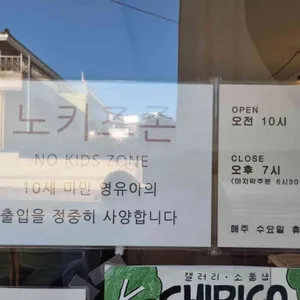 노키즈존
NO KIDS ZONE
10세 미만 영유아의
출입을 정중히 사양합니다
OPEN
오전 10시
CLOSE
오후 7시
(마지막주문 6시30
매주 수요일 휴
갤러리·소품샵
CHIRICO